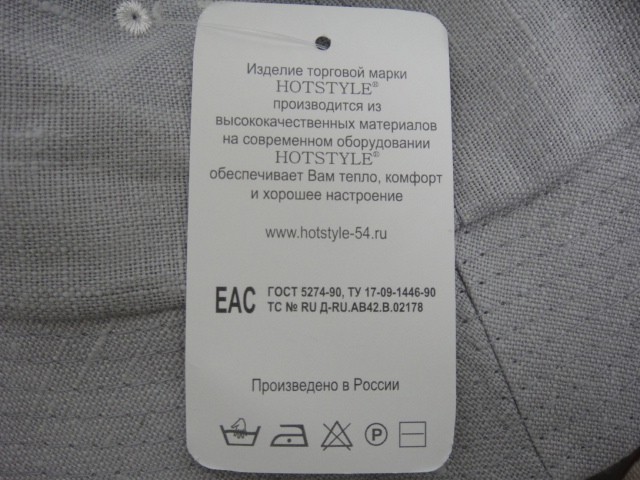 Изделие торговой марки
HOTSTYLE®
производится из
высококачественных материалов
на современном оборудовании
HOTSTYLE®
обеспечивает Вам тепло, комфорт
и хорошее настроение
www.hotstyle-54.ru
ЕАС ГОСТ 5274-90, ТУ 17-09-1446-90
ТС № RU Д-RU.АВ42.В.02178
Произведено в России
P